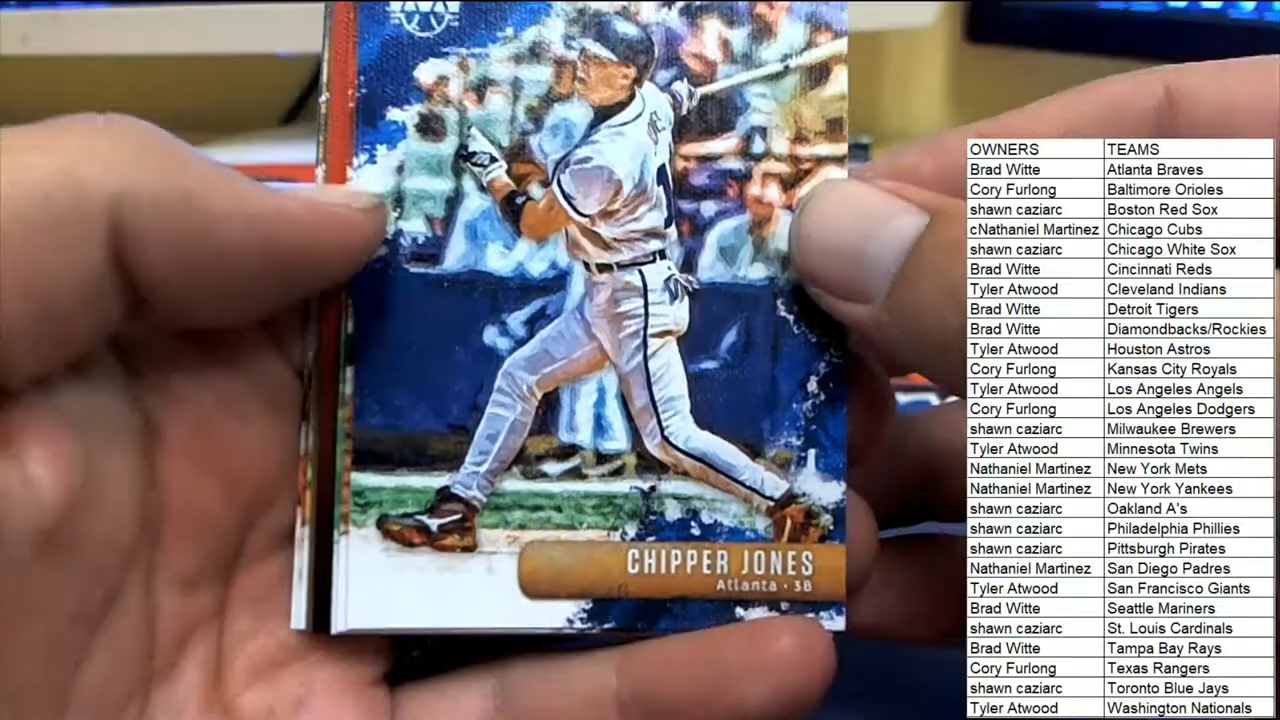 CHIPPER JONES
Atlanta · 3B
OWNERS TEAMS
Brad Witte Atlanta Braves
Cory Furlong Baltimore Orioles
shawn caziarc Boston Red Sox
cNathaniel Martinez Chicago Cubs
shawn caziarc Chicago White Sox
Brad Witte Cincinnati Reds
Tyler Atwood Cleveland Indians
Brad Witte Detroit Tigers
Brad Witte Diamondbacks/Rockies
Tyler Atwood Houston Astros
Cory Furlong Kansas City Royals
Tyler Atwood Los Angeles Angels
Cory Furlong Los Angeles Dodgers
shawn caziarc Milwaukee Brewers
Tyler Atwood Minnesota Twins
Nathaniel Martinez New York Mets
Nathaniel Martinez New York Yankees
shawn caziarc Oakland A's
shawn caziarc Philadelphia Phillies
shawn caziarc Pittsburgh Pirates
Nathaniel Martinez San Diego Padres
Tyler Atwood San Francisco Giants
Brad Witte Seattle Mariners
shawn caziarc St. Louis Cardinals
Brad Witte Tampa Bay Rays
Cory Furlong Texas Rangers
shawn caziarc Toronto Blue Jays
Tyler Atwood Washington Nationals